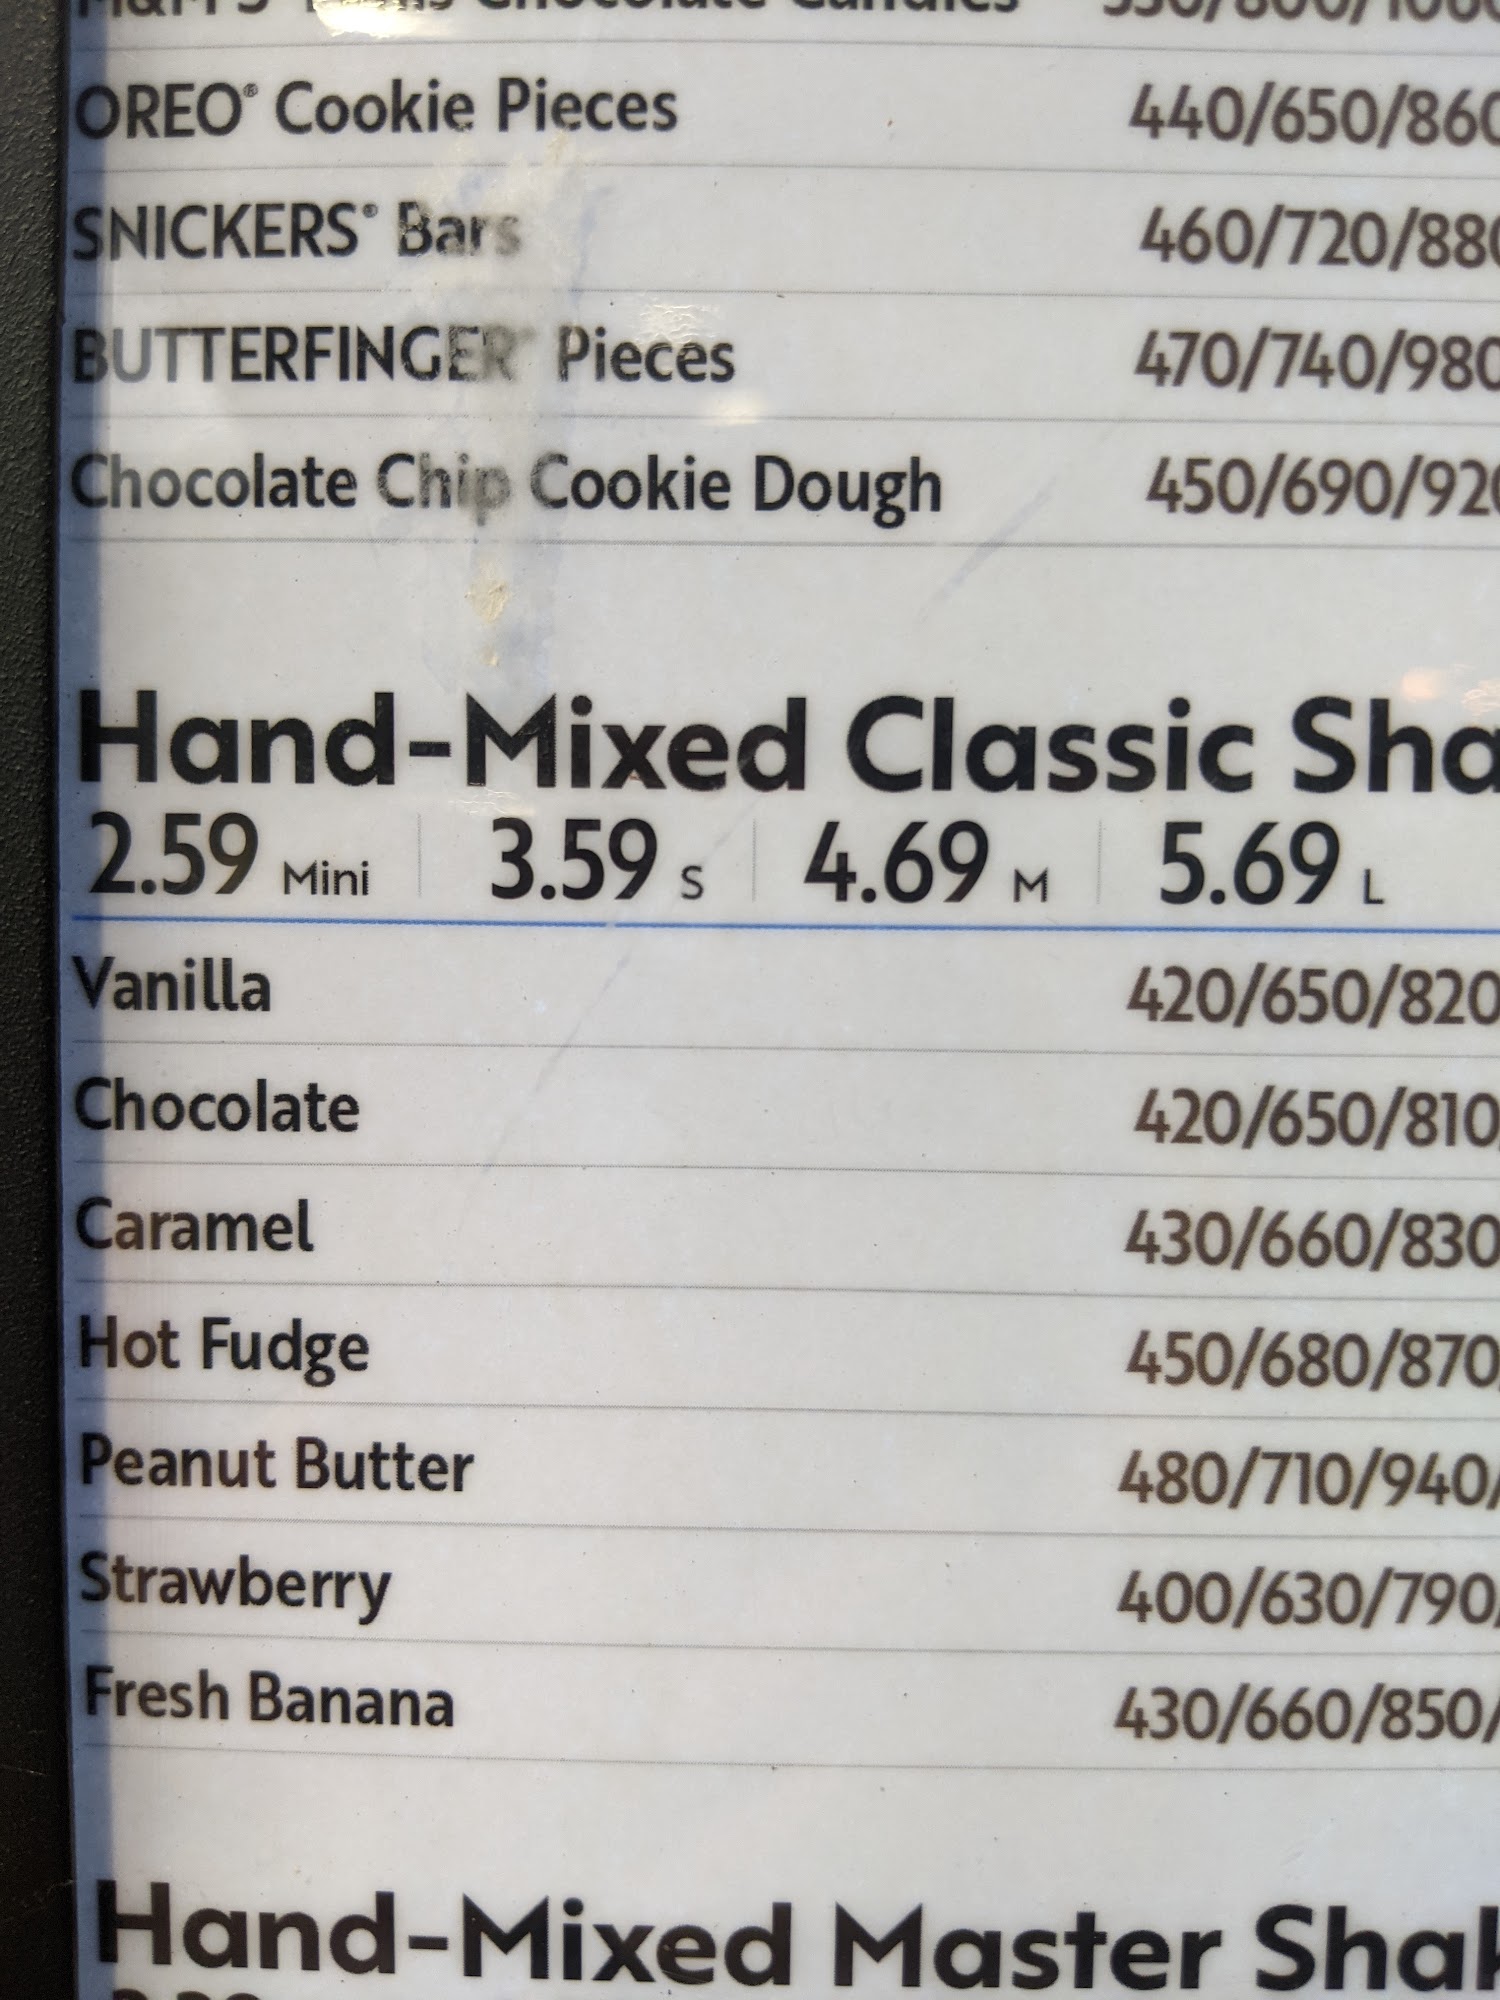 Chocolate Candies
OREO® Cookie Pieces 440/650/860
SNICKERS® Bars 460/720/880
BUTTERFINGER® Pieces 470/740/980
Chocolate Chip Cookie Dough 450/690/920
Hand-Mixed Classic Sha
2.59 Mini 3.59 S 4.69 M 5.69 L
Vanilla 420/650/820
Chocolate 420/650/810
Caramel 430/660/830
Hot Fudge 450/680/870
Peanut Butter 480/710/940/
Strawberry 400/630/790
Fresh Banana 430/660/850/
Hand-Mixed Master Shak